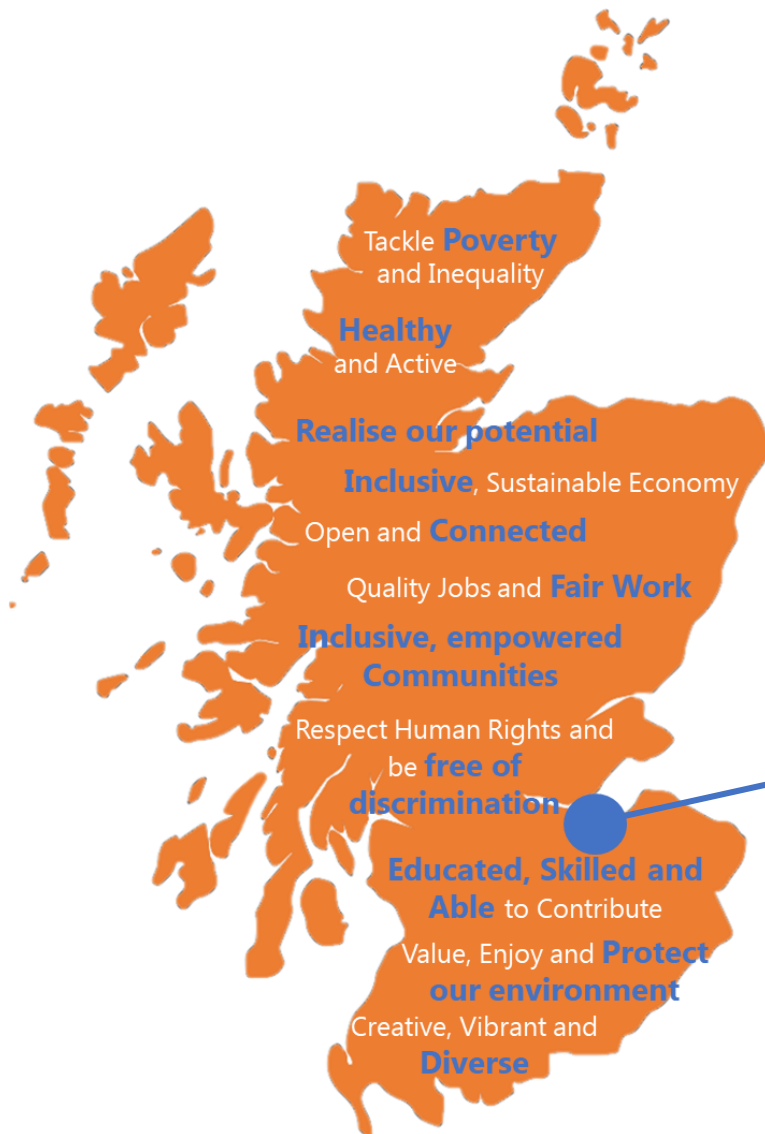 Tackle Poverty
and Inequality
Healthy
and Active
Realise our potential
Inclusive, Sustainable Economy
Open and Connected
Quality Jobs and Fair Work
Inclusive, empowered
Communities
Respect Human Rights and
be free of
discrimination
Educated, Skilled and
Able to Contribute
Value, Enjoy and Protect
our environment
Creative, Vibrant and
Diverse